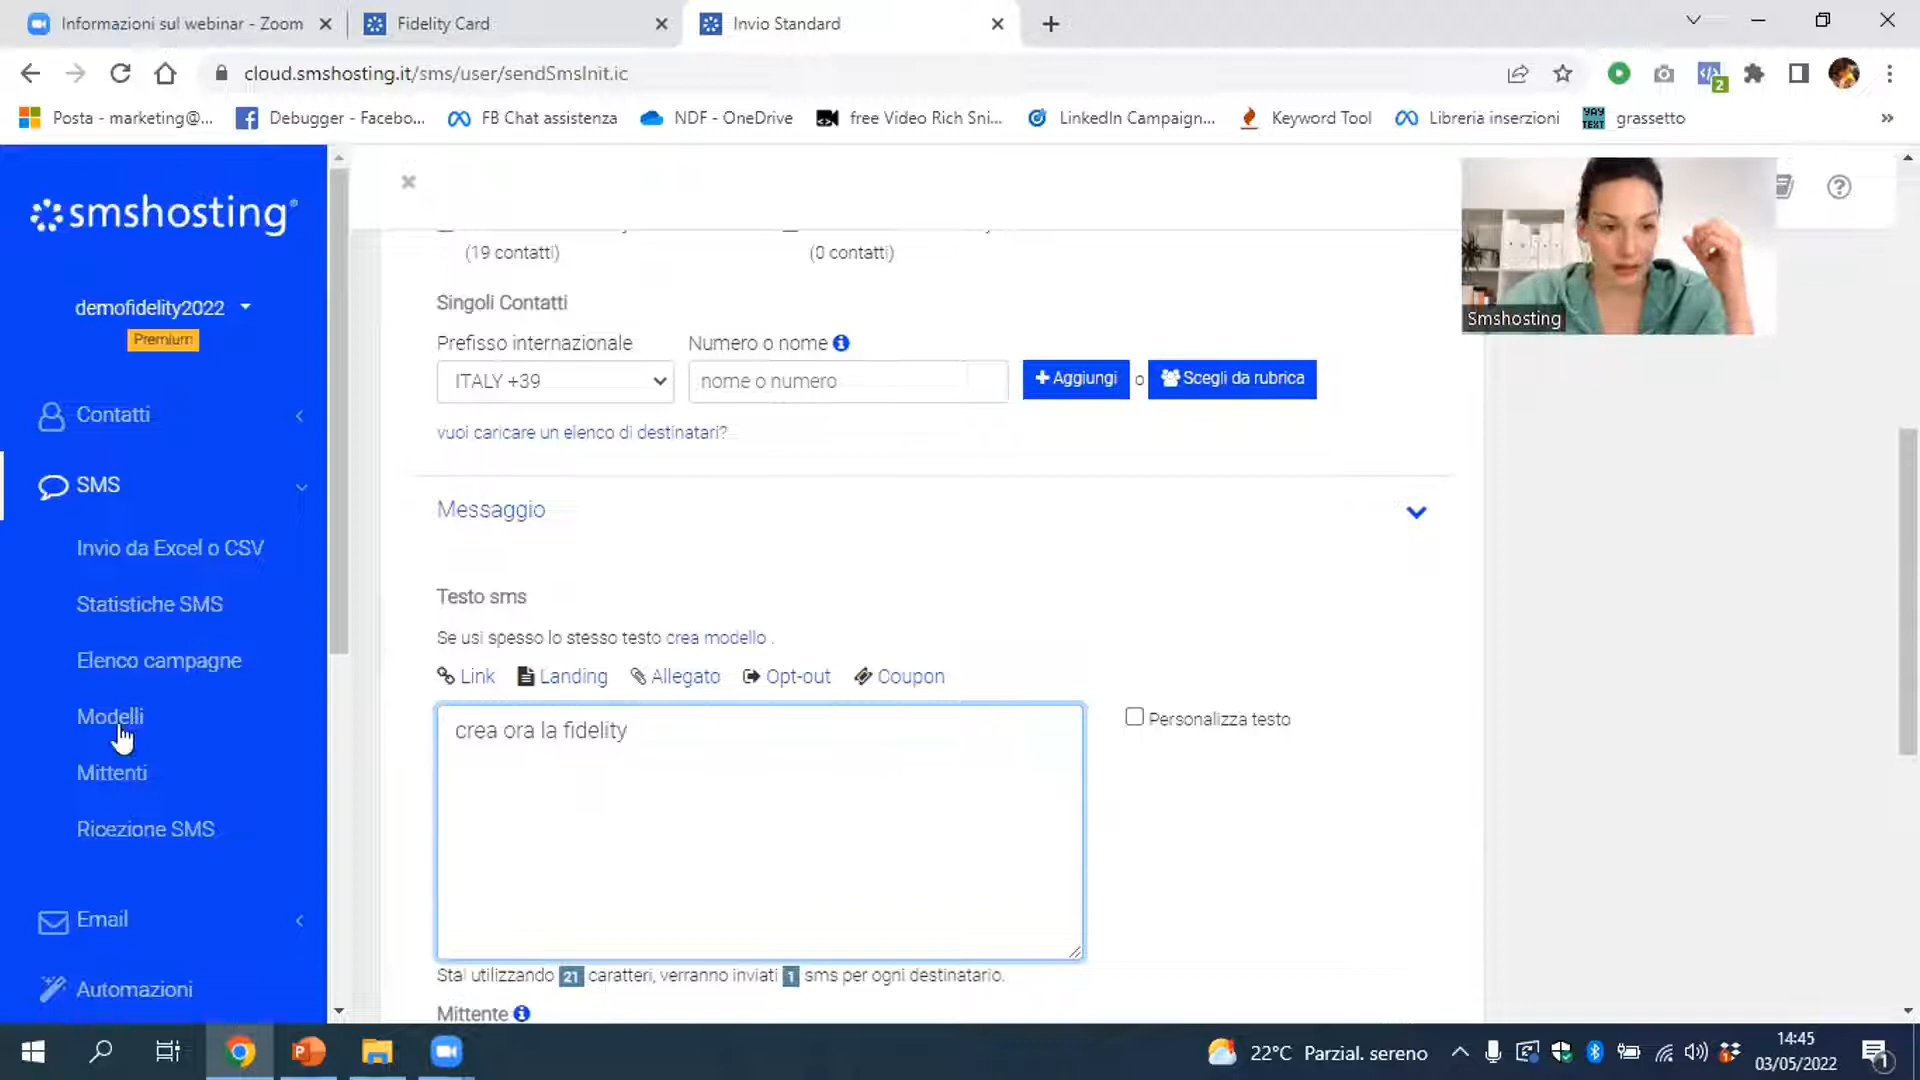 Informazioni sul webinar - Zoom
Fidelity Card
Invio Standard
cloud.smshosting.it/sms/user/sendSmsInit.ic
Posta - marketing@...
Debugger - Facebo...
FB Chat assistenza
NDF - OneDrive
free Video Rich Sni...
LinkedIn Campaign...
Keyword Tool
Libreria inserzioni
YAY TEXT
grassetto
»
smshosting
demofidelity2022
Premium
Contatti
SMS
Invio da Excel o CSV
Statistiche SMS
Elenco campagne
Modelli
Mittenti
Ricezione SMS
Email
Automazioni
(19 contatti) (0 contatti)
Singoli Contatti
Prefisso internazionale Numero o nome
ITALY +39 nome o numero + Aggiungi o Scegli da rubrica
vuoi caricare un elenco di destinatari?
Messaggio
Testo sms
Se usi spesso lo stesso testo crea modello .
Link Landing Allegato Opt-out Coupon
crea ora la fidelity
Personalizza testo
Stai utilizzando 21 caratteri, verranno inviati 1 sms per ogni destinatario.
Mittente
Smshosting
22°C Parzial. sereno
14:45
03/05/2022